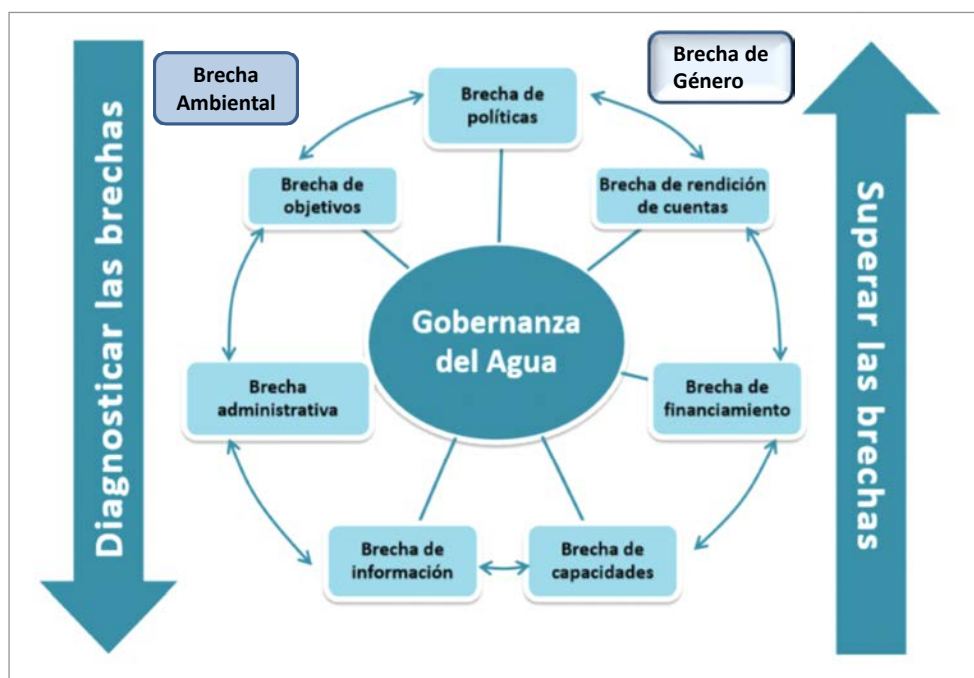 Diagnosticar las brechas
Brecha
Ambiental
Brecha de
Género
Brecha de
políticas
Brecha de
objetivos
Brecha de rendición
de cuentas
Gobernanza
del Agua
Brecha
administrativa
Brecha de
financiamiento
Brecha de
información
Brecha de
capacidades
Superar las brechas